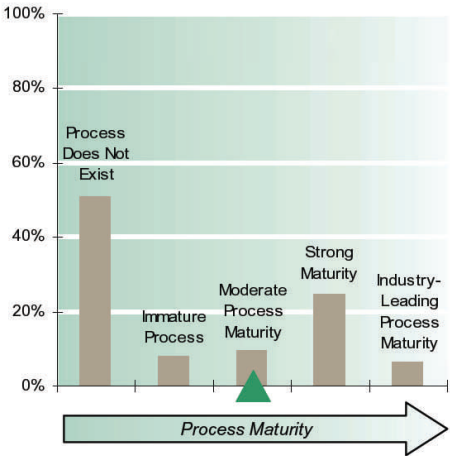 100%
80%
60%
40%
20%
0%
Process
Does Not
Exist
Immature
Process
Moderate
Process
Maturity
Strong
Maturity
Industry-
Leading
Process
Maturity
Process Maturity